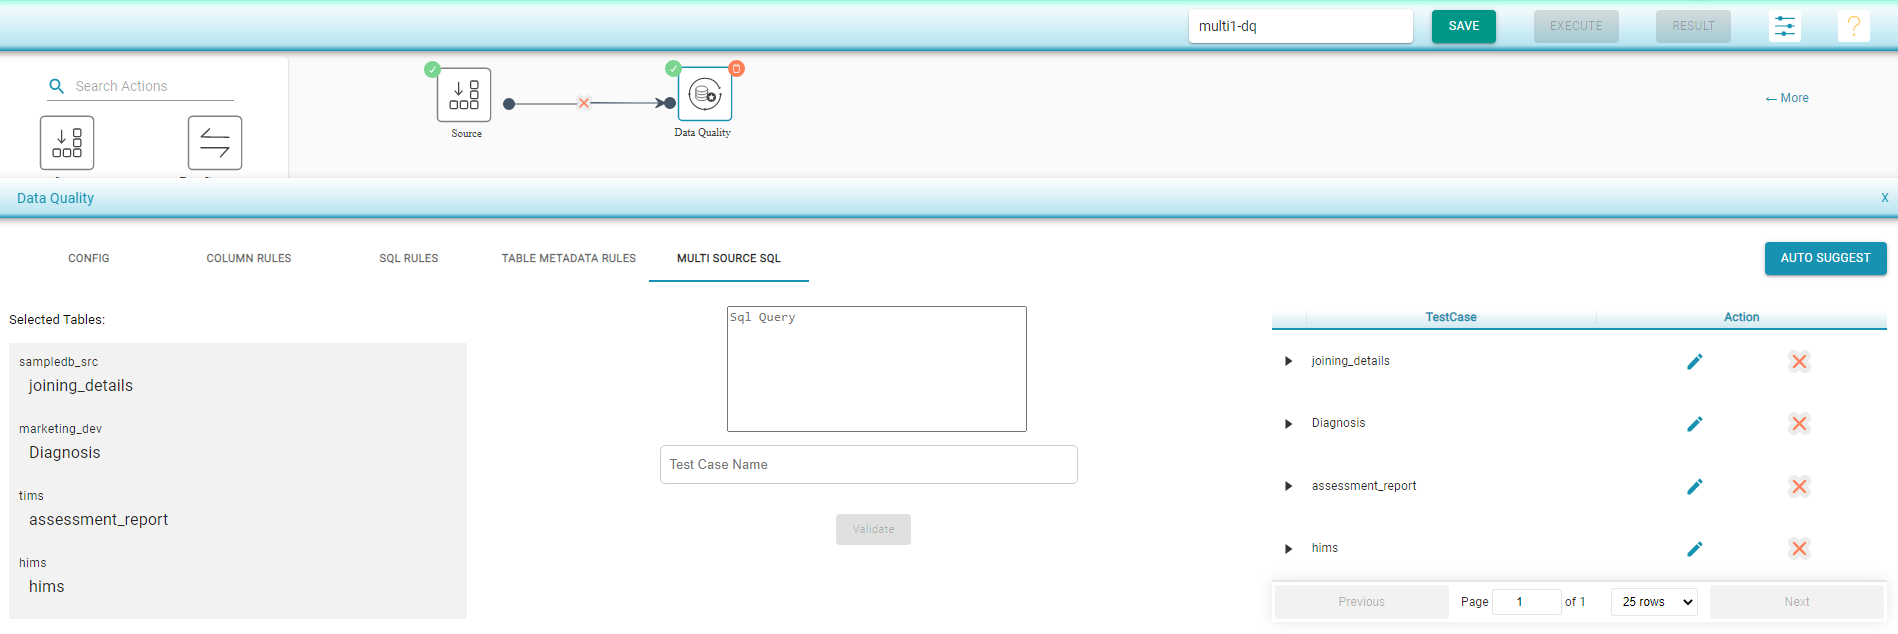 multi1-dq
SAVE
EXECUTE
RESULT
?
Search Actions
Source
Data Quality
← More
Data Quality
X
CONFIG
COLUMN RULES
SQL RULES
TABLE METADATA RULES
MULTI SOURCE SQL
AUTO SUGGEST
Selected Tables:
sampledb_src
joining_details
marketing_dev
Diagnosis
tims
assessment_report
hims
hims
Sql Query
Test Case Name
Validate
TestCase
Action
joining_details
Diagnosis
assessment_report
hims
Previous
Page 1 of 1
25 rows
Next